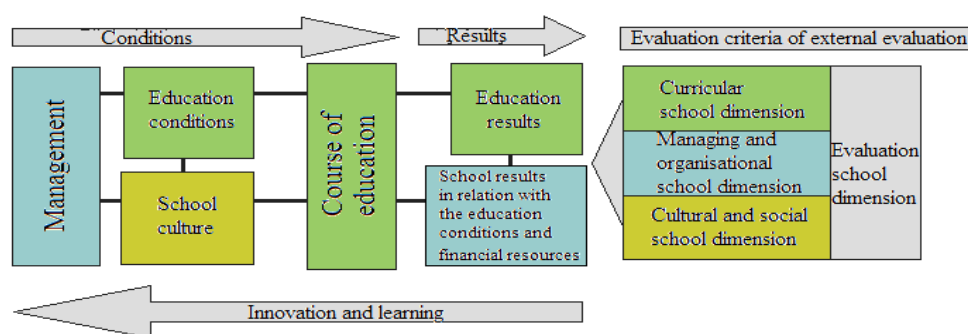 Conditions
Results
Evaluation criteria of external evaluation
Management
Education
conditions
School
culture
Course of
education
Education
results
School results
in relation with
the education
conditions and
financial resources
Curricular
school dimension
Managing and
organisational
school dimension
Cultural and social
school dimension
Evaluation
school
dimension
Innovation and learning